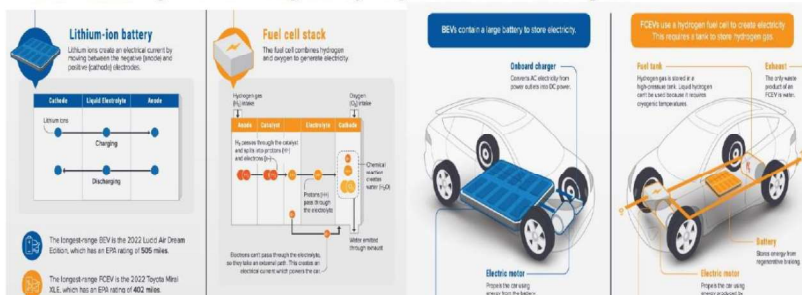 Lithium-ion battery
Lithium ions create an electrical current by
moving between the negative (anode) and
positive (cathode) electrodes.
Cathode Liquid Electrolyte Anode
Lithium ions
Charging
Discharging
The longest-range BEV is the 2022 Lucid Air Dream
Edition, which has an EPA rating of 505 miles.
The longest-range FCEV is the 2022 Toyota Mirai
XLE, which has an EPA rating of 402 miles.
Fuel cell stack
The fuel cell combines hydrogen
and oxygen to generate electricity.
Hydrogen gas
(H₂) intake
Oxygen
(O₂) intake
Anode Catalyst Electrolyte Cathode
H₂ passes through the catalyst
and splits into protons (H+)
and electrons (e-)
Protons (H+)
pass through
the electrolyte
Chemical
reaction
creates
water (H₂O)
Water emitted
through exhaust
Electrons can't pass through the electrolyte,
so they take an external path. This creates an
electrical current which powers the car.
BEVs contain a large battery to store electricity.
Onboard charger
Converts AC electricity from
power outlets into DC power.
Electric motor
Propels the car using
energy from the battery.
FCEVs use a hydrogen fuel cell to create electricity
This requires a tank to store hydrogen gas.
Fuel tank
Hydrogen gas is stored in a
high-pressure tank. Liquid hydrogen
can't be used because it requires
cryogenic temperatures.
Exhaust
The only waste
product of an
FCEV is water.
Battery
Stores energy from
regenerative braking.
Electric motor
Propels the car using
energy produced by